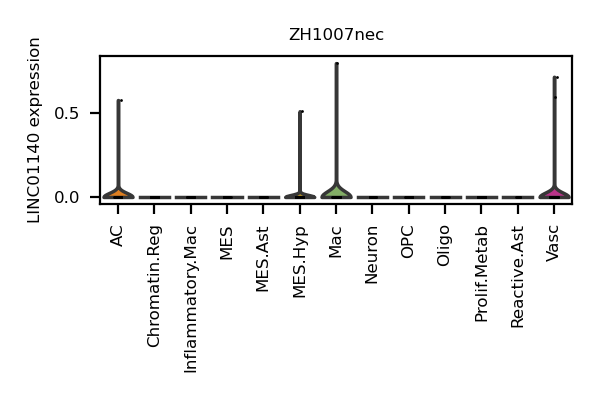 ZH1007nec
LINC01140 expression
0.5
0.0
AC
Chromatin.Reg
Inflammatory.Mac
MES
MES.Ast
MES.Hyp
Mac
Neuron
OPC
Oligo
Prolif.Metab
Reactive.Ast
Vasc